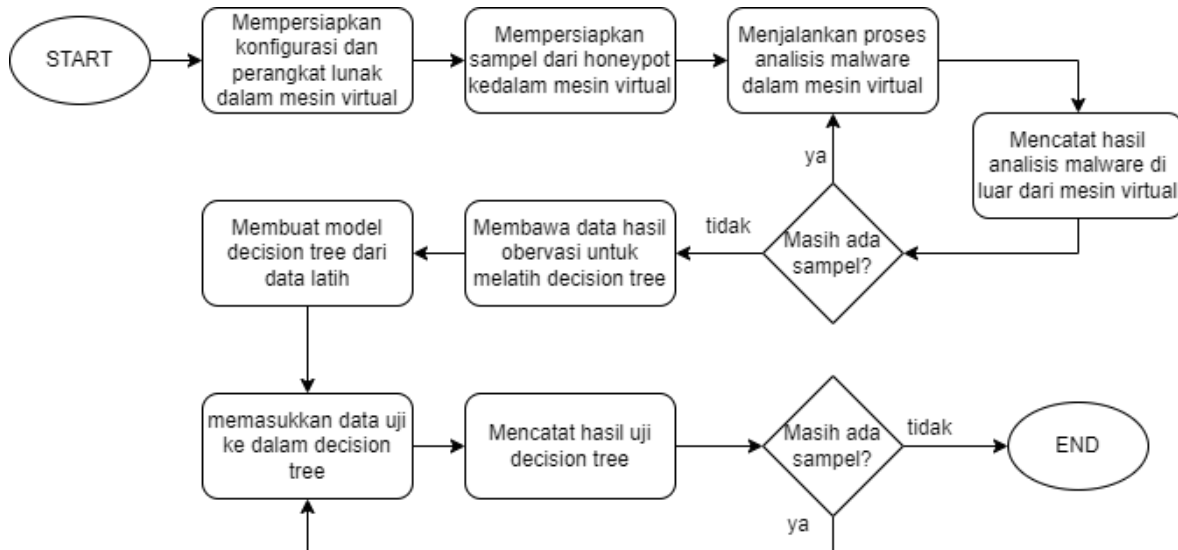 START
Mempersiapkan
konfigurasi dan
perangkat lunak
dalam mesin virtual
Mempersiapkan
sampel dari honeypot
kedalam mesin virtual
Menjalankan proses
analisis malware
dalam mesin virtual
Mencatat hasil
analisis malware di
luar dari mesin virtual
ya
Masih ada
sampel?
tidak
Membawa data hasil
obervasi untuk
melatih decision tree
Membuat model
decision tree dari
data latih
memasukkan data uji
ke dalam decision
tree
Mencatat hasil uji
decision tree
Masih ada
sampel?
tidak
END
ya